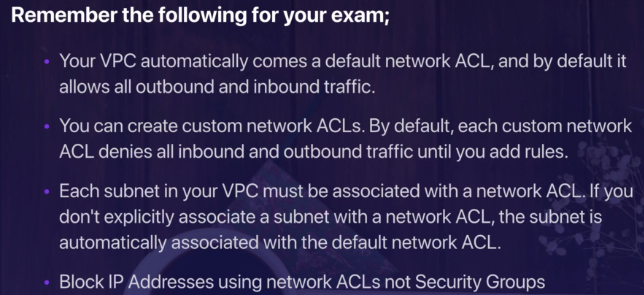 Remember the following for your exam;
• Your VPC automatically comes a default network ACL, and by default it
allows all outbound and inbound traffic.
• You can create custom network ACLs. By default, each custom network
ACL denies all inbound and outbound traffic until you add rules.
• Each subnet in your VPC must be associated with a network ACL. If you
don't explicitly associate a subnet with a network ACL, the subnet is
automatically associated with the default network ACL.
• Block IP Addresses using network ACLs not Security Groups